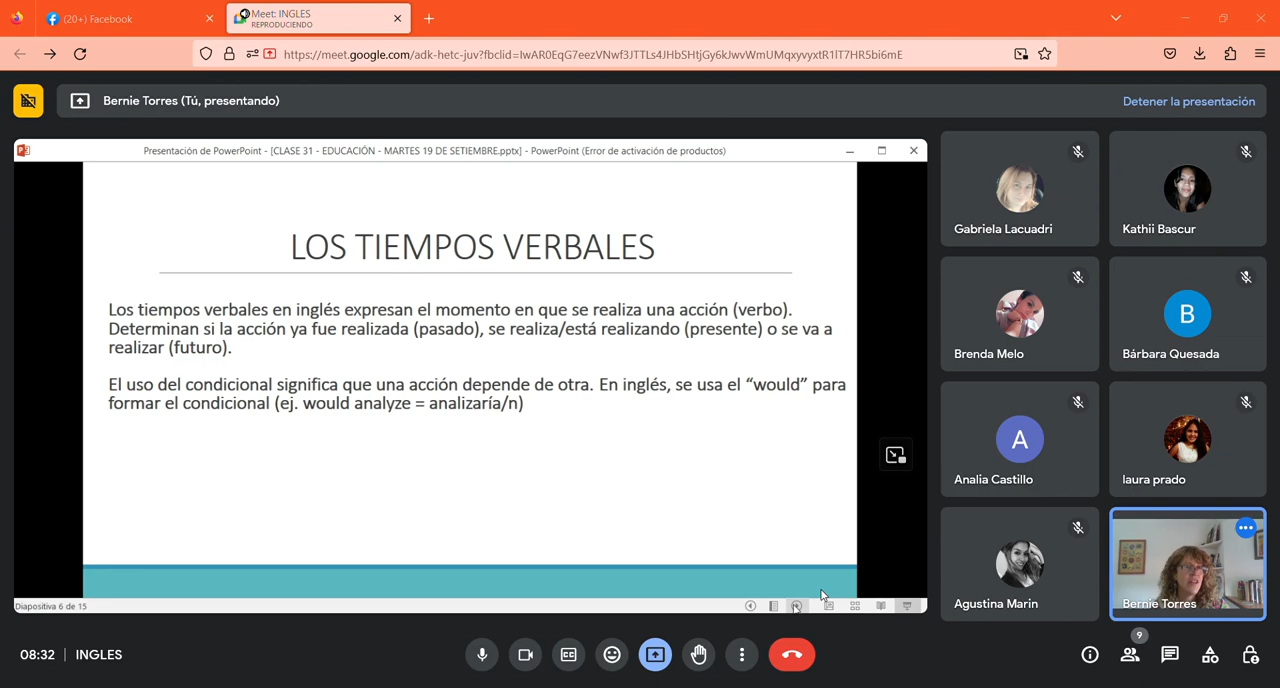 (20+) Facebook
Meet: INGLES
REPRODUCIENDO
https://meet.google.com/adk-hetc-juv?fbclid=IwAR0EqG7eezVNwf3JTTLs4JHbSHtjGy6kJwvWmUMqxyvyxtR1lT7HR5bi6mE
Bernie Torres (Tú, presentando)
Detener la presentación
Presentación de PowerPoint - [CLASE 31 - EDUCACIÓN - MARTES 19 DE SETIEMBRE.pptx] - PowerPoint (Error de activación de productos)
LOS TIEMPOS VERBALES
Los tiempos verbales en inglés expresan el momento en que se realiza una acción (verbo).
Determinan si la acción ya fue realizada (pasado), se realiza/está realizando (presente) o se va a
realizar (futuro).
El uso del condicional significa que una acción depende de otra. En inglés, se usa el “would” para
formar el condicional (ej. would analyze = analizaría/n)
Diapositiva 6 de 15
Gabriela Lacuadri
Kathii Bascur
Brenda Melo
B
Bárbara Quesada
A
Analia Castillo
laura prado
Agustina Marin
Bernie Torres
08:32 | INGLES
9